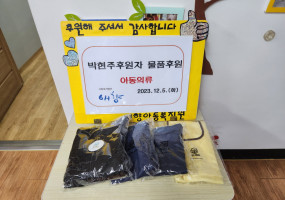 후원해 주셔서 감사합니다
박현주후원자 물품후원
아동의류
2023.12.5.(화)